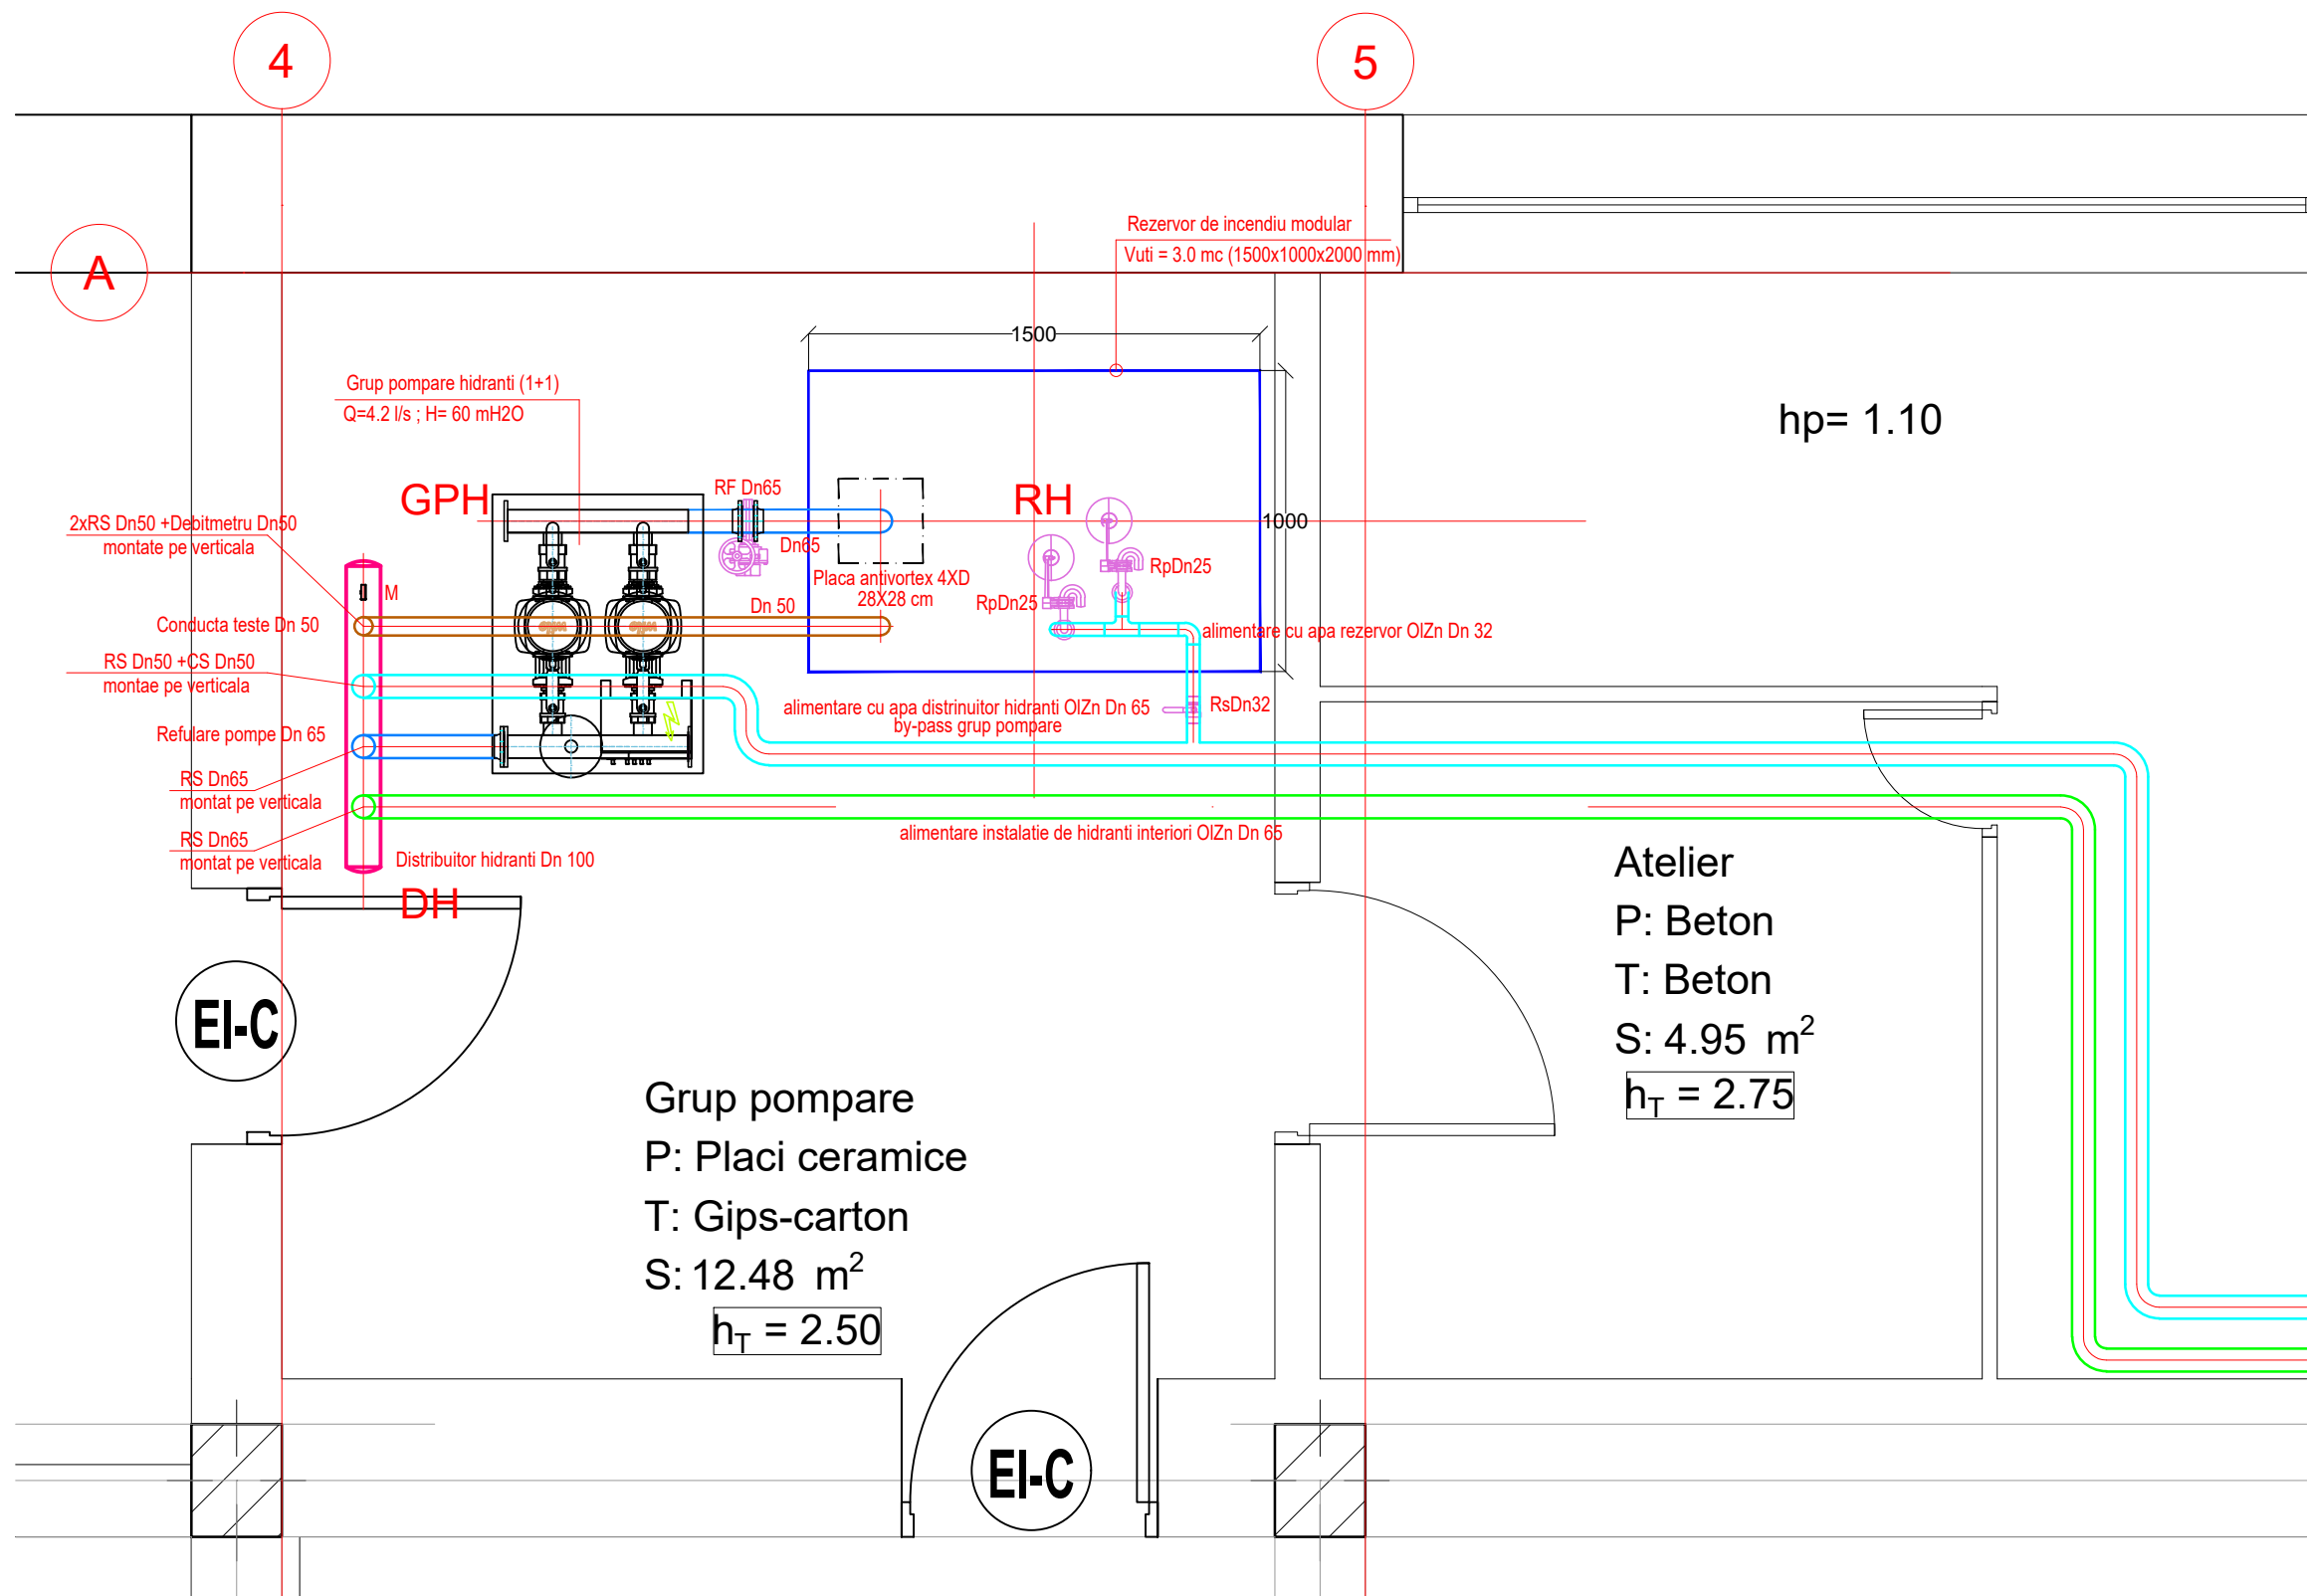 4
5
A
Rezervor de incendiu modular
Vuti = 3.0 mc (1500x1000x2000 mm)
1500
Grup pompare hidranti (1+1)
Q=4.2 l/s ; H= 60 mH2O
hp= 1.10
GPH
RF Dn65
RH
1000
2xRS Dn50 +Debitmetru Dn50
montate pe verticala
Dn65
Placa antivortex 4XD
28X28 cm
RpDn25
RpDn25
M
Dn 50
Conducta teste Dn 50
alimentare cu apa rezervor OlZn Dn 32
RS Dn50 +CS Dn50
montae pe verticala
alimentare cu apa distrinuitor hidranti OlZn Dn 65
by-pass grup pompare
RsDn32
Refulare pompe Dn 65
RS Dn65
montat pe verticala
RS Dn65
montat pe verticala
alimentare instalatie de hidranti interiori OlZn Dn 65
Distribuitor hidranti Dn 100
DH
Atelier
P: Beton
T: Beton
S: 4.95 m²
hT = 2.75
EI-C
Grup pompare
P: Placi ceramice
T: Gips-carton
S: 12.48 m²
hT = 2.50
EI-C